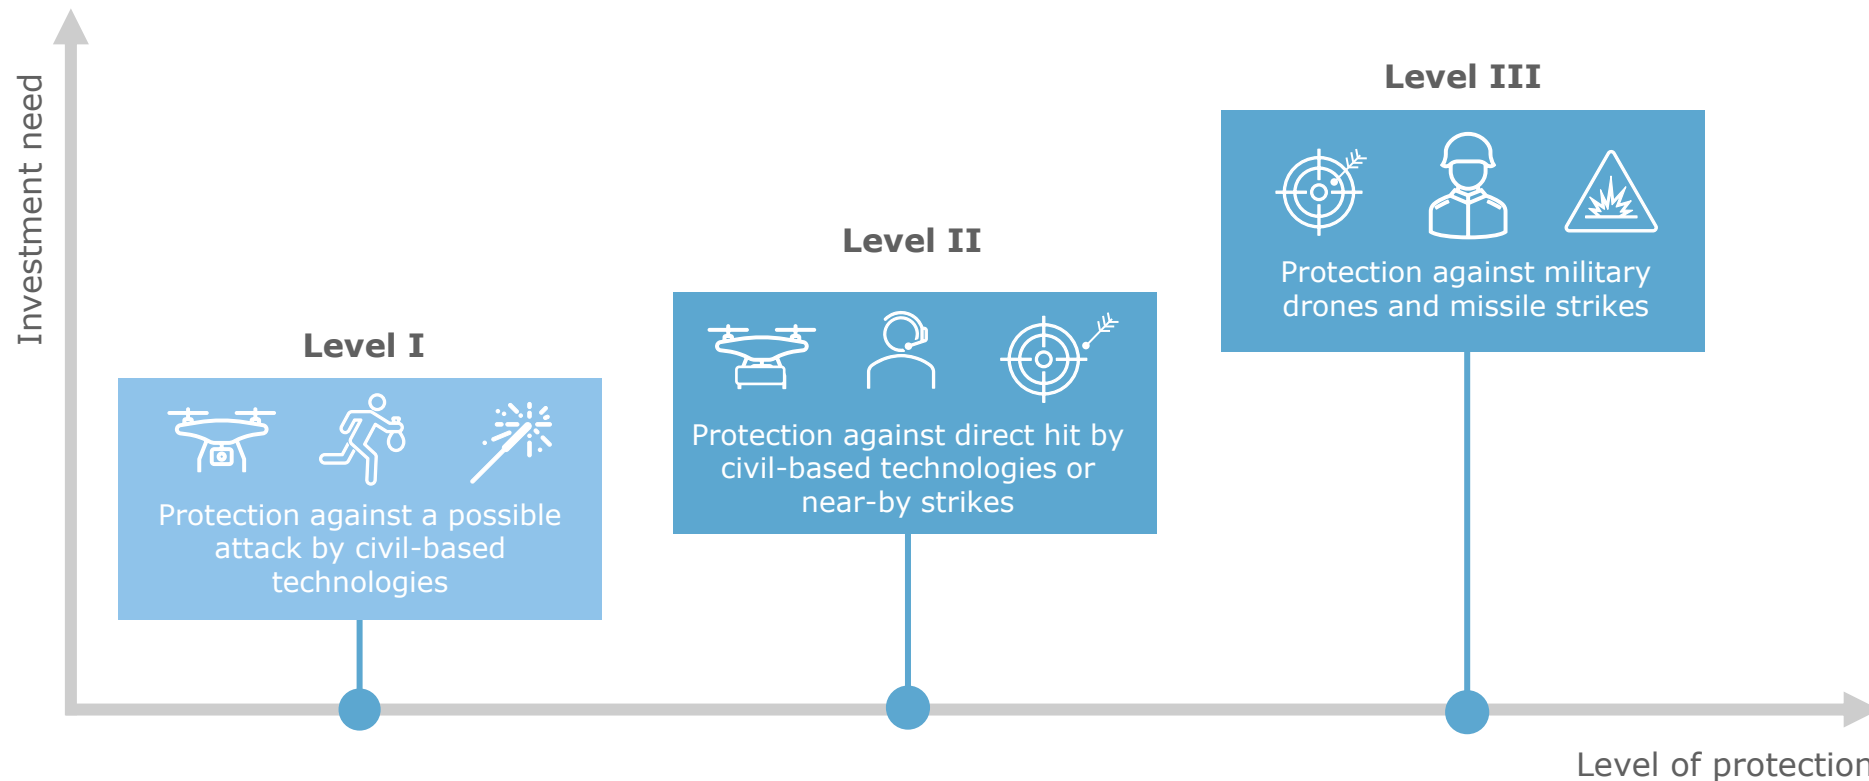 Investment need
Level I
Protection against a possible
attack by civil-based
technologies
Level II
Protection against direct hit by
civil-based technologies or
near-by strikes
Level III
Protection against military
drones and missile strikes
Level of protection